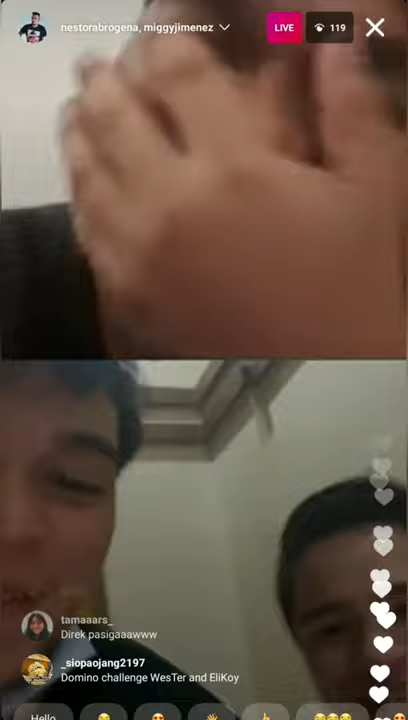 nestorabrogena, miggyjimenez
LIVE
119
tamaaars_
Direk pasigaaawww
_siopaojang2197
Domino challenge WesTer and EliKoy
Hello